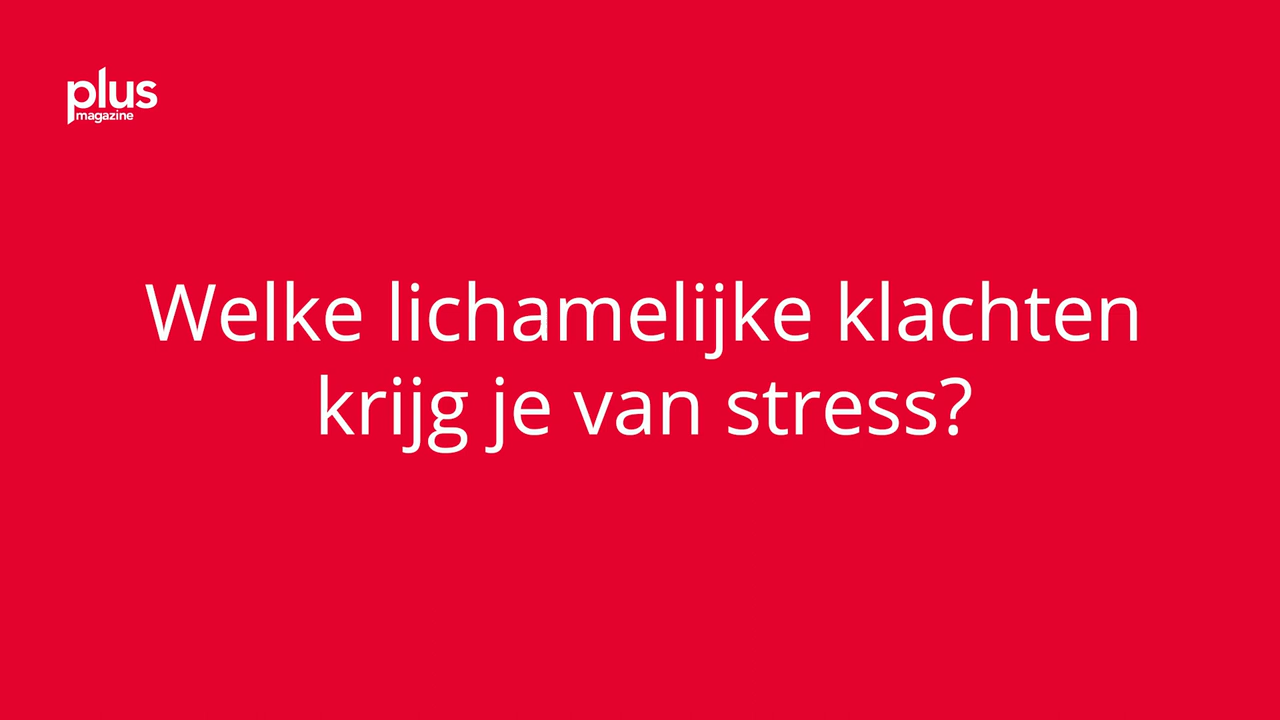 plus
magazine
Welke lichamelijke klachten
krijg je van stress?